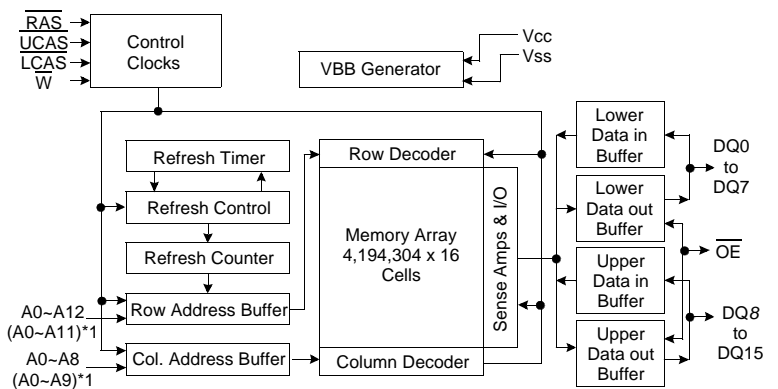 RAS
UCAS
LCAS
W
Control
Clocks
VBB Generator
Vcc
Vss
Refresh Timer
Refresh Control
Refresh Counter
Row Address Buffer
Col. Address Buffer
A0~A12
(A0~A11)*1
A0~A8
(A0~A9)*1
Row Decoder
Memory Array
4,194,304 x 16
Cells
Column Decoder
Sense Amps & I/O
Lower
Data in
Buffer
Lower
Data out
Buffer
Upper
Data in
Buffer
Upper
Data out
Buffer
DQ0
to
DQ7
OE
DQ8
to
DQ15